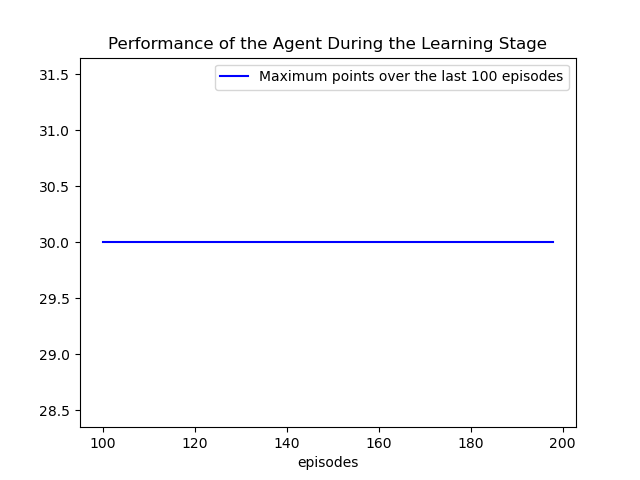 Performance of the Agent During the Learning Stage
Maximum points over the last 100 episodes
31.5
31.0
30.5
30.0
29.5
29.0
28.5
100 120 140 160 180 200
episodes